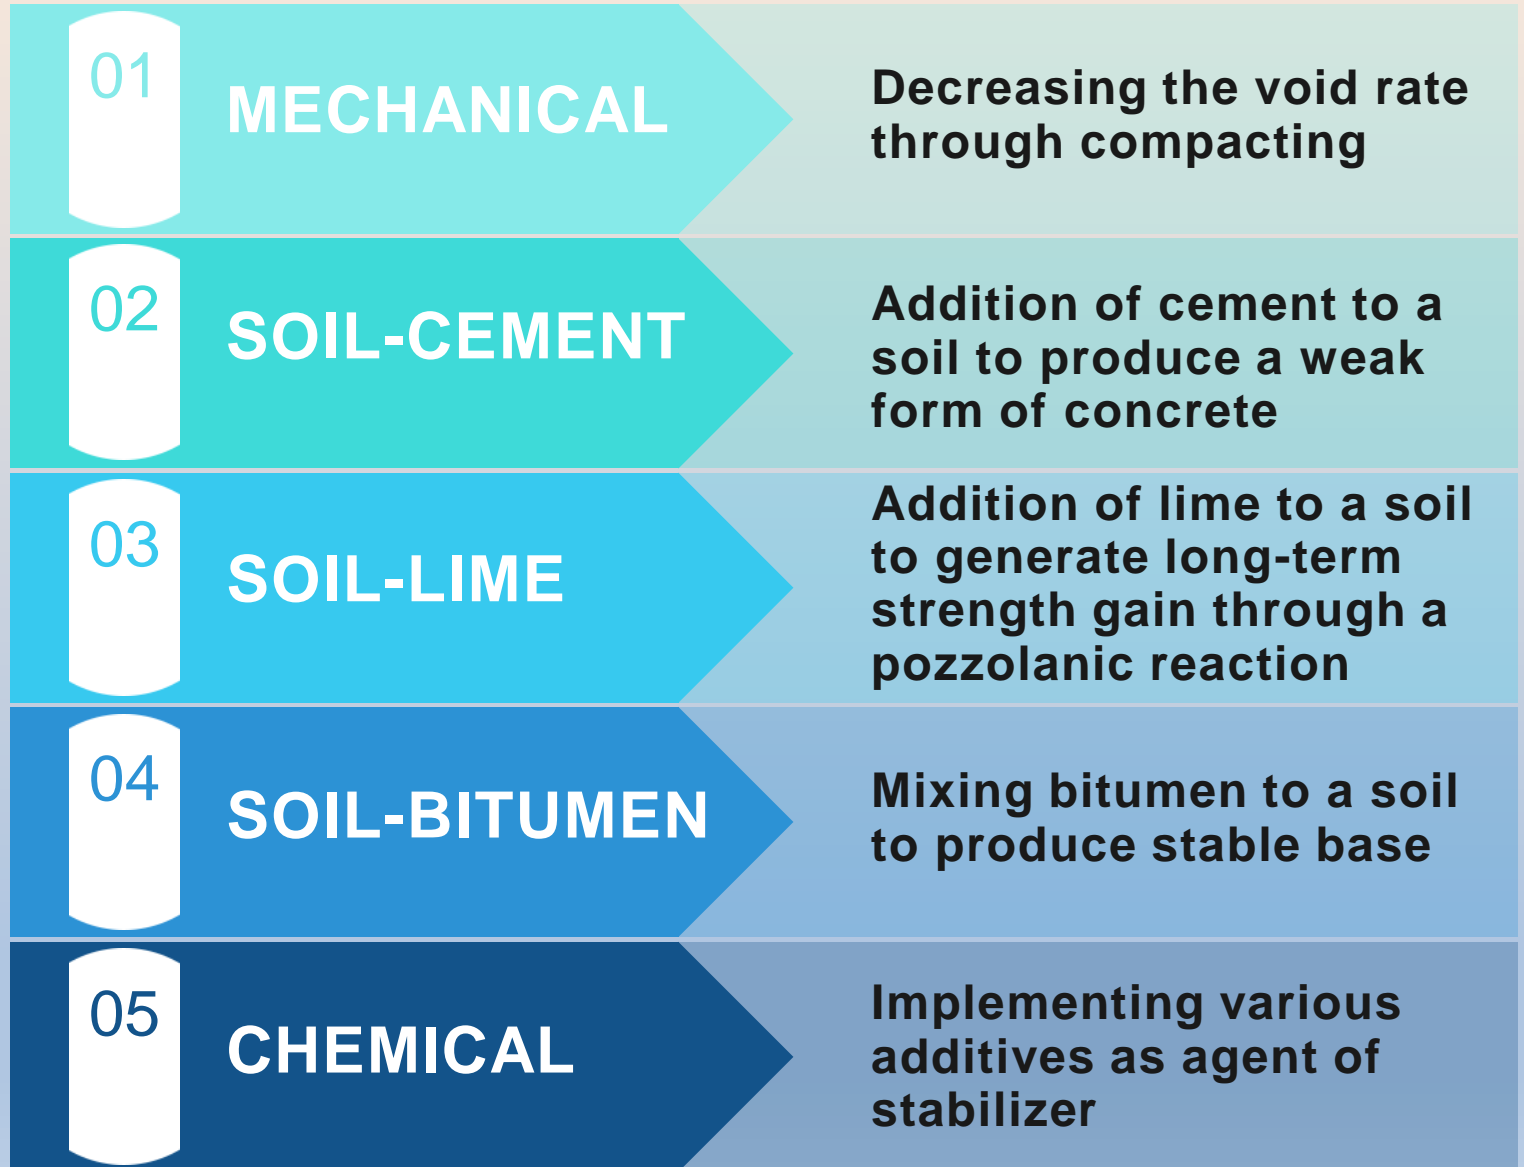 01
MECHANICAL
Decreasing the void rate
through compacting
02
SOIL-CEMENT
Addition of cement to a
soil to produce a weak
form of concrete
03
SOIL-LIME
Addition of lime to a soil
to generate long-term
strength gain through a
pozzolanic reaction
04
SOIL-BITUMEN
Mixing bitumen to a soil
to produce stable base
05
CHEMICAL
Implementing various
additives as agent of
stabilizer